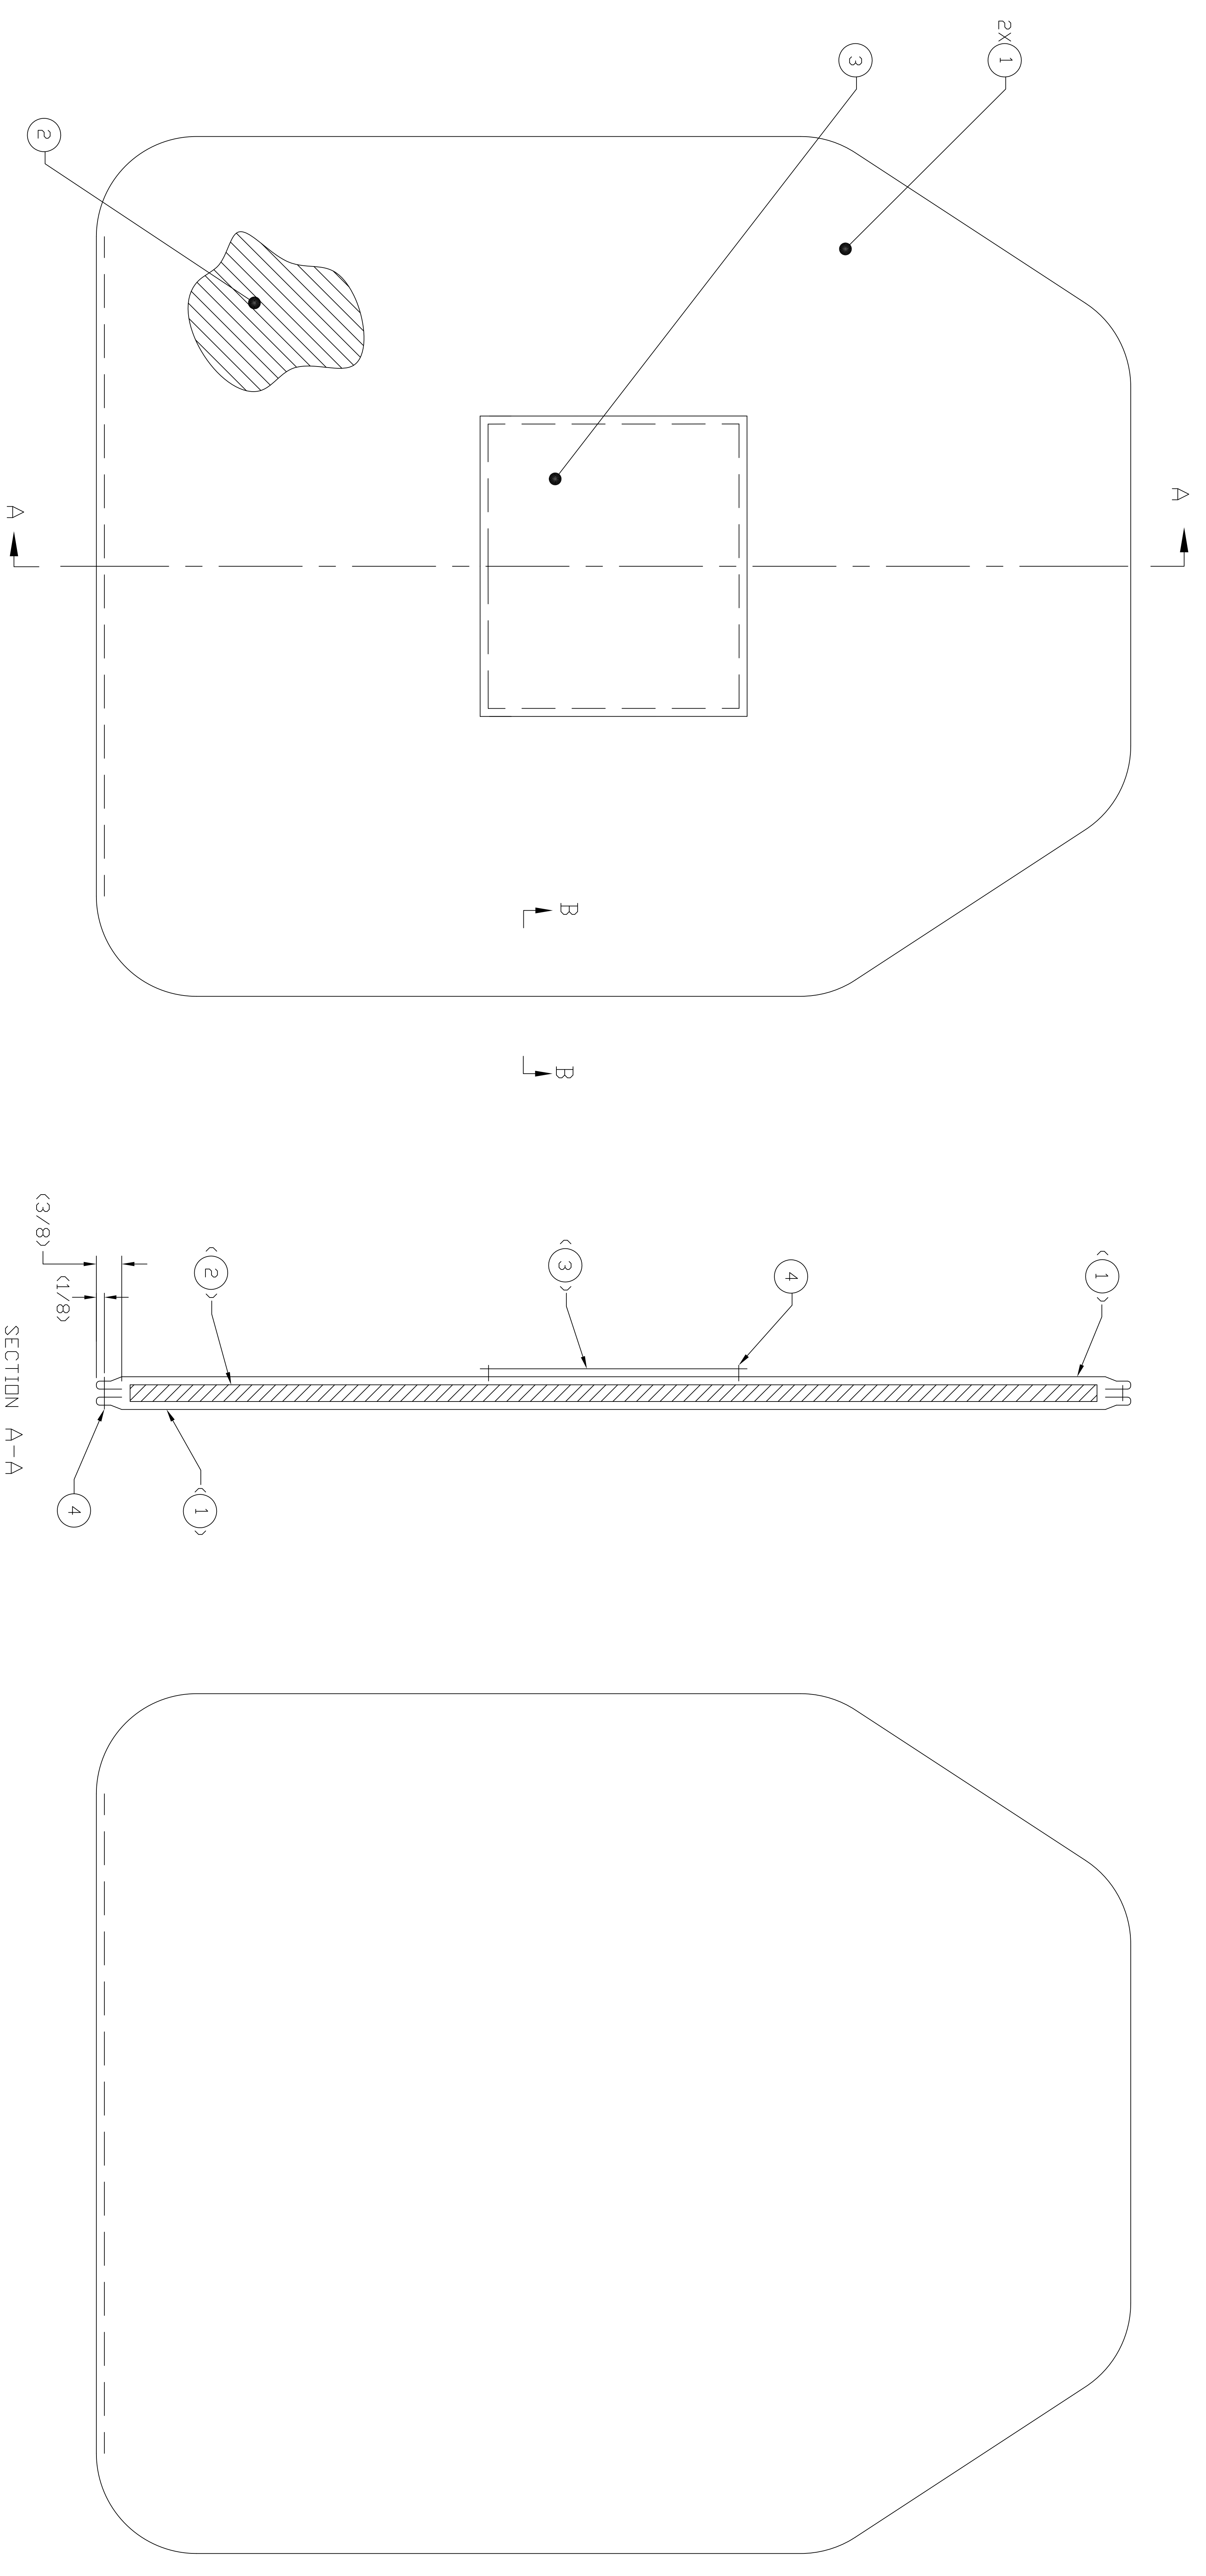 2X 1
3
2
A
A
B
B
(3/8)
(1/8)
(2)
(3)
4
(1)
4
(1)
SECTION A-A